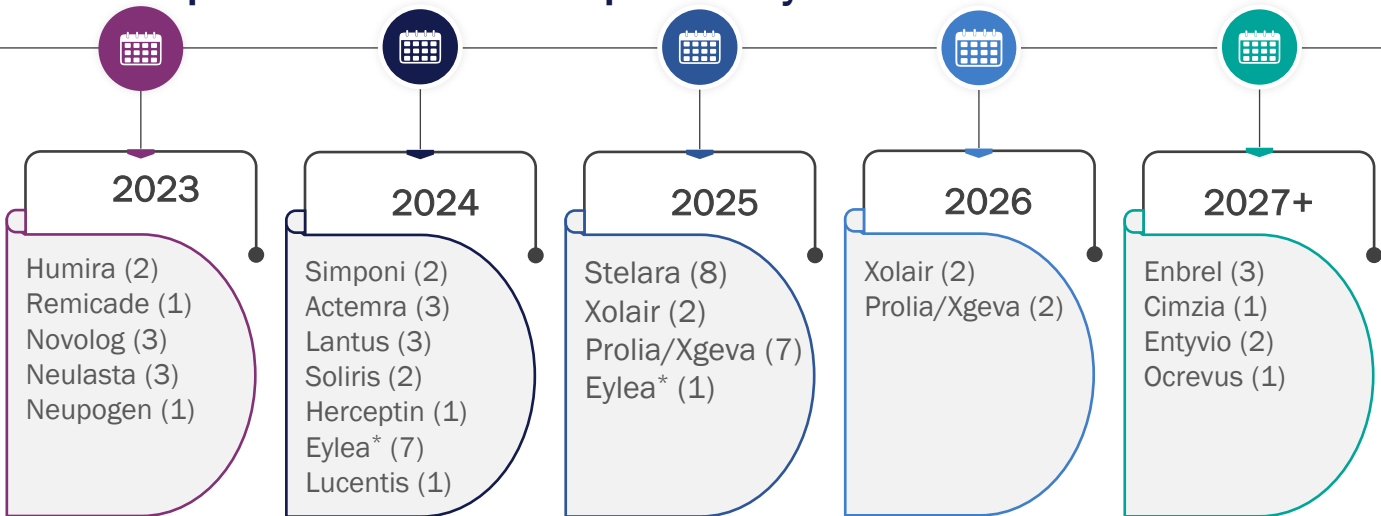 2023
Humira (2)
Remicade (1)
Novolog (3)
Neulasta (3)
Neupogen (1)
2024
Simponi (2)
Actemra (3)
Lantus (3)
Soliris (2)
Herceptin (1)
Eylea* (7)
Lucentis (1)
2025
Stelara (8)
Xolair (2)
Prolia/Xgeva (7)
Eylea* (1)
2026
Xolair (2)
Prolia/Xgeva (2)
2027+
Enbrel (3)
Cimzia (1)
Entyvio (2)
Ocrevus (1)